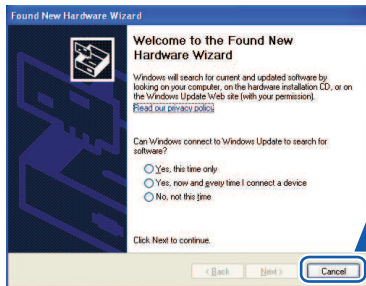 Found New Hardware Wizard
Welcome to the Found New
Hardware Wizard
Windows will search for current and updated software by
looking on your computer, on the hardware installation CD, or on
the Windows Update Web site (with your permission).
Read our privacy policy
Can Windows connect to Windows Update to search for
software?
Yes, this time only
Yes, now and every time I connect a device
No, not this time
Click Next to continue.
< Back Next > Cancel